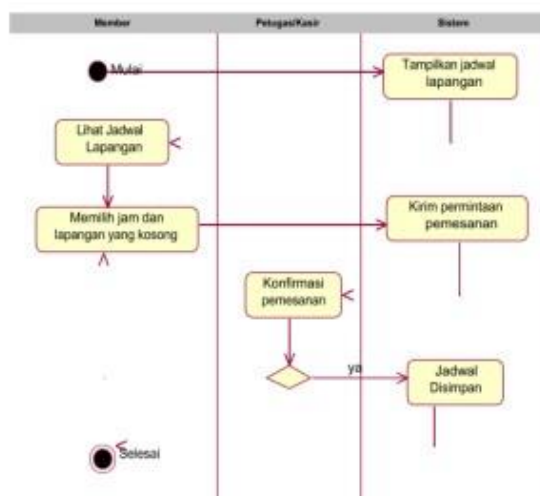 Member
Petugas/Kasir
Sistem
Mulai
Tampilkan jadwal
lapangan
Lihat Jadwal
Lapangan
Memilih jam dan
lapangan yang kosong
Kirim permintaan
pemesanan
Konfirmasi
pemesanan
ya
Jadwal
Disimpan
Selesai